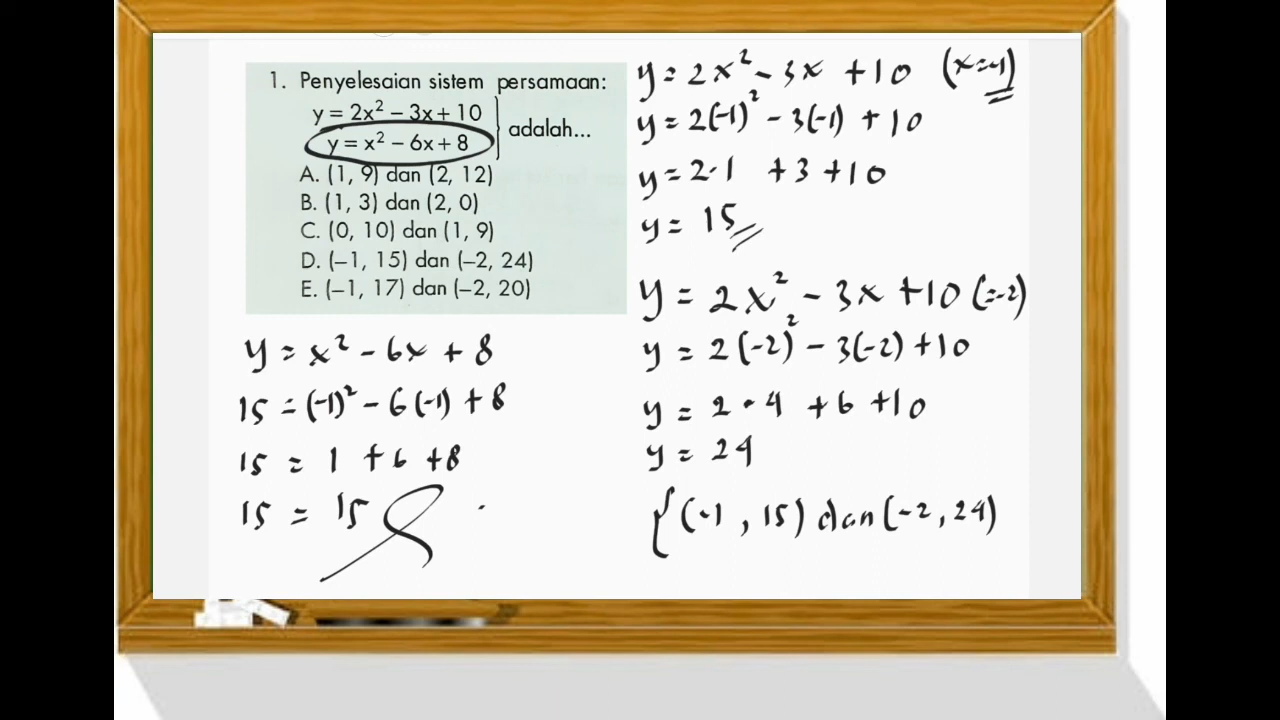 1. Penyelesaian sistem persamaan:
y = 2x² – 3x + 10
y = x² – 6x + 8
adalah...
A. (1, 9) dan (2, 12)
B. (1, 3) dan (2, 0)
C. (0, 10) dan (1, 9)
D. (–1, 15) dan (–2, 24)
E. (–1, 17) dan (–2, 20)
y = x² - 6x + 8
15 = (-1)² - 6(-1) + 8
15 = 1 + 6 + 8
15 = 15
y = 2x² - 3x + 10 (x=-1)
y = 2(-1)² - 3(-1) + 10
y = 2·1 + 3 + 10
y = 15
y = 2x² - 3x + 10 (=-2)
y = 2(-2)² - 3(-2) + 10
y = 2·4 + 6 + 10
y = 24
{(-1, 15) dan (-2, 24)